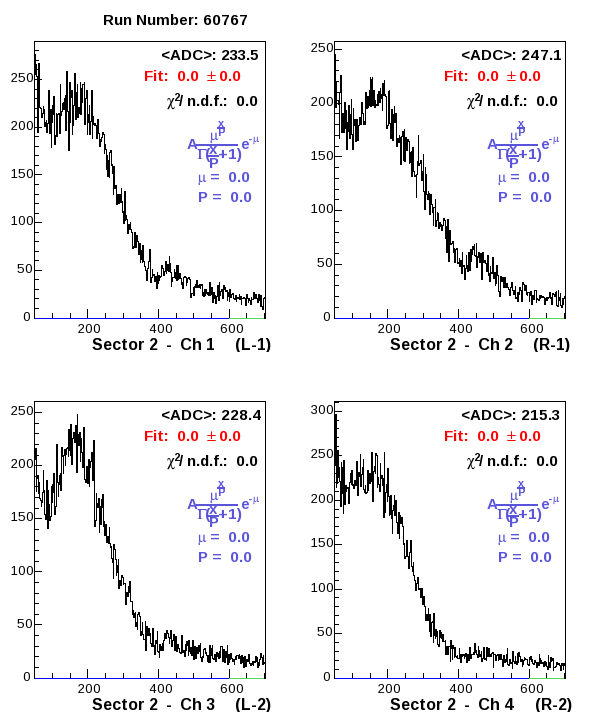 Run Number: 60767
<ADC>: 233.5
Fit: 0.0 ±0.0
χ²/ n.d.f.: 0.0
A μ^(x/P) / Γ(x/P+1) e^-μ
μ = 0.0
P = 0.0
250
200
150
100
50
0
200 400 600
Sector 2 - Ch 1 (L-1)
<ADC>: 247.1
Fit: 0.0 ±0.0
χ²/ n.d.f.: 0.0
A μ^(x/P) / Γ(x/P+1) e^-μ
μ = 0.0
P = 0.0
250
200
150
100
50
0
200 400 600
Sector 2 - Ch 2 (R-1)
<ADC>: 228.4
Fit: 0.0 ±0.0
χ²/ n.d.f.: 0.0
A μ^(x/P) / Γ(x/P+1) e^-μ
μ = 0.0
P = 0.0
250
200
150
100
50
0
200 400 600
Sector 2 - Ch 3 (L-2)
<ADC>: 215.3
Fit: 0.0 ±0.0
χ²/ n.d.f.: 0.0
A μ^(x/P) / Γ(x/P+1) e^-μ
μ = 0.0
P = 0.0
300
250
200
150
100
50
0
200 400 600
Sector 2 - Ch 4 (R-2)